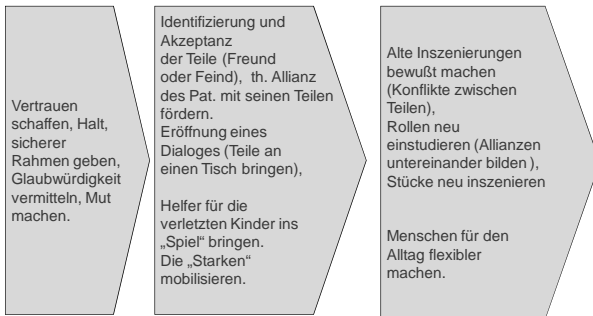 Vertrauen
schaffen, Halt,
sicherer
Rahmen geben,
Glaubwürdigkeit
vermitteln, Mut
machen.
Identifizierung und
Akzeptanz
der Teile (Freund
oder Feind), th. Allianz
des Pat. mit seinen Teilen
fördern.
Eröffnung eines
Dialoges (Teile an
einen Tisch bringen),
Helfer für die
verletzten Kinder ins
„Spiel“ bringen.
Die „Starken“
mobilisieren.
Alte Inszenierungen
bewußt machen
(Konflikte zwischen
Teilen),
Rollen neu
einstudieren (Allianzen
untereinander bilden ),
Stücke neu inszenieren
Menschen für den
Alltag flexibler
machen.